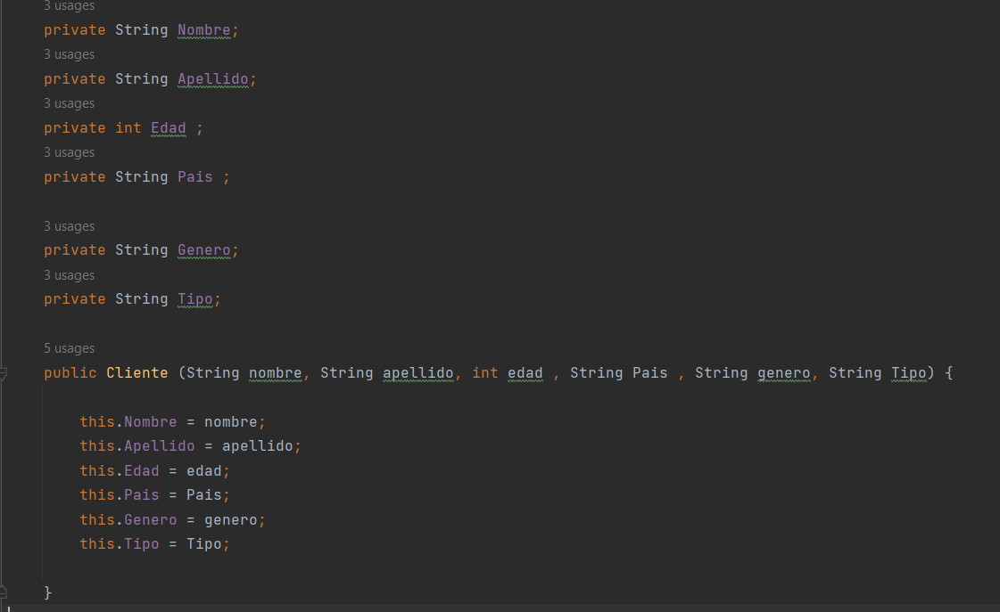 3 usages
private String Nombre;
3 usages
private String Apellido;
3 usages
private int Edad ;
3 usages
private String Pais ;
3 usages
private String Genero;
3 usages
private String Tipo;
5 usages
public Cliente (String nombre, String apellido, int edad , String Pais , String genero, String Tipo) {
this.Nombre = nombre;
this.Apellido = apellido;
this.Edad = edad;
this.Pais = Pais;
this.Genero = genero;
this.Tipo = Tipo;
}